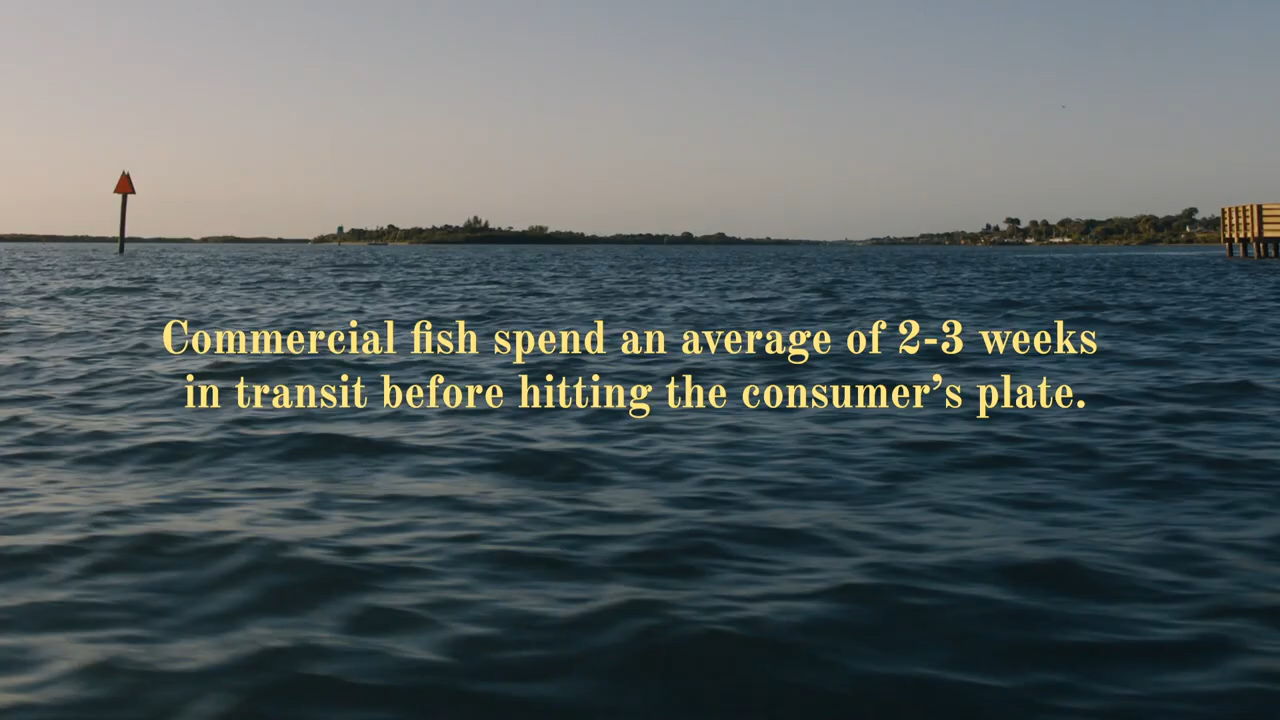 Commercial fish spend an average of 2-3 weeks
in transit before hitting the consumer’s plate.